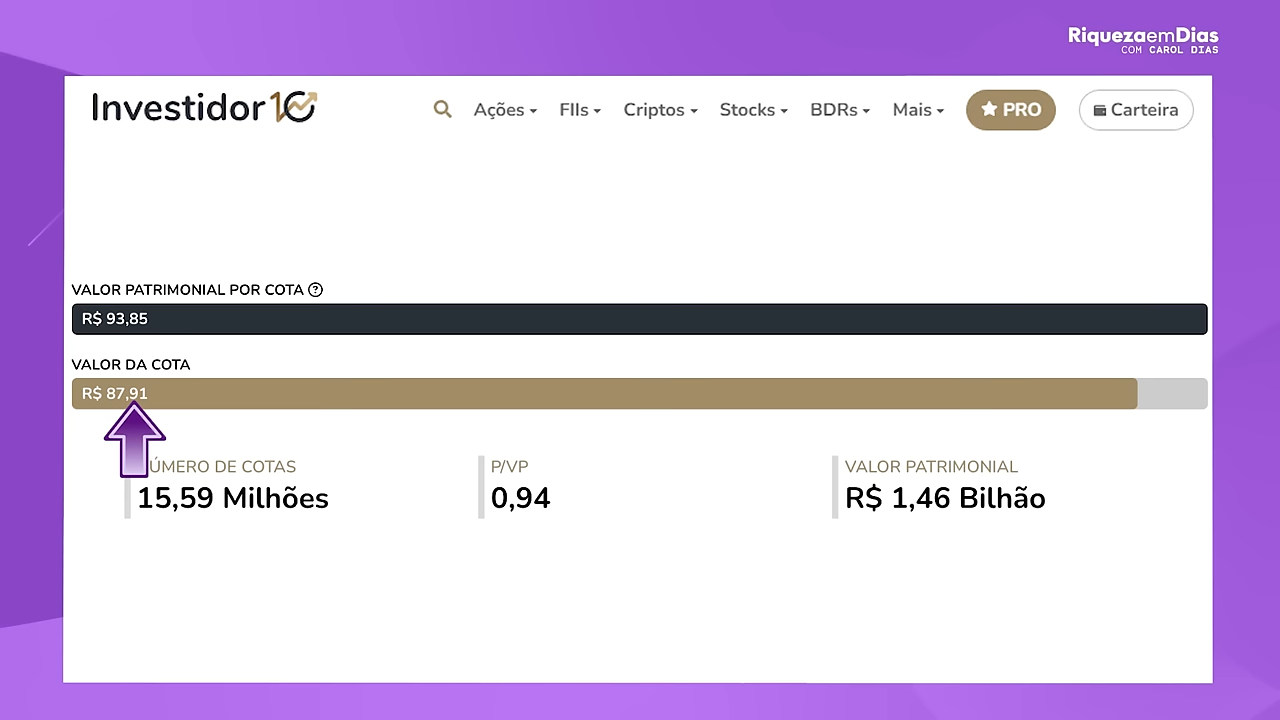 RiquezaemDias
COM CAROL DIAS
Investidor10
Ações FIIs Criptos Stocks BDRs Mais PRO Carteira
VALOR PATRIMONIAL POR COTA ?
R$ 93,85
VALOR DA COTA
R$ 87,91
ÚMERO DE COTAS P/VP VALOR PATRIMONIAL
15,59 Milhões 0,94 R$ 1,46 Bilhão